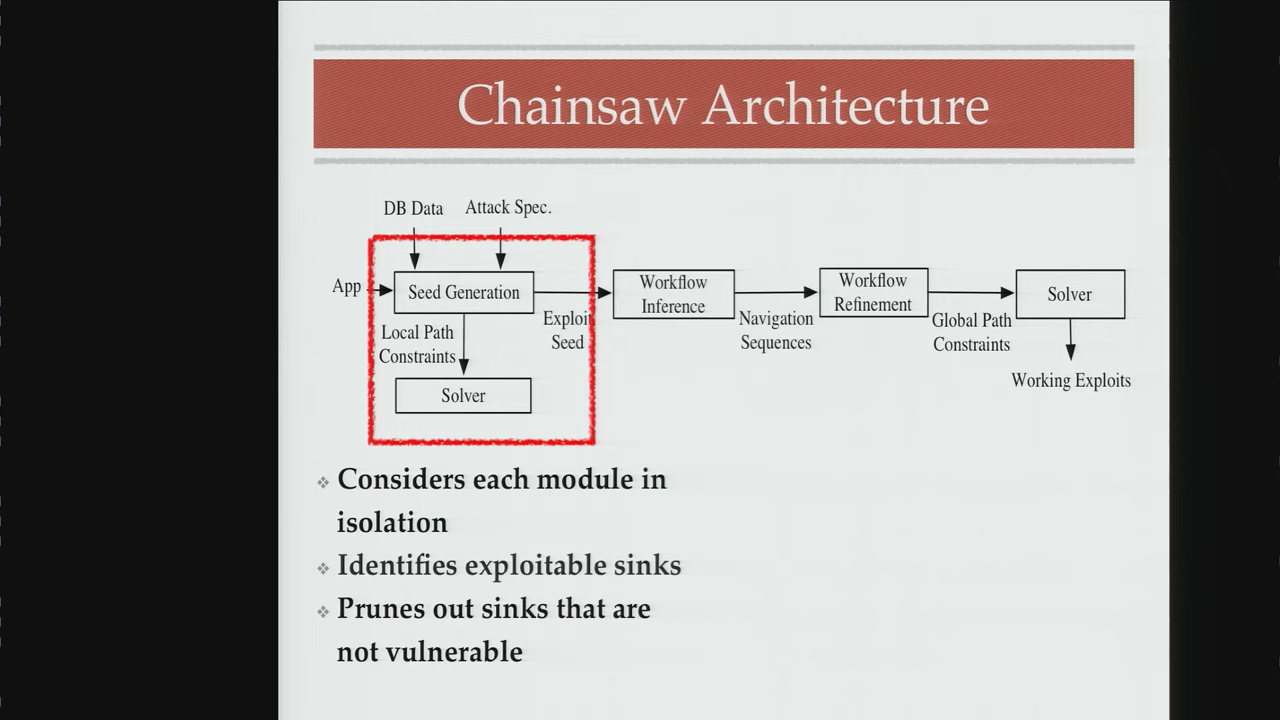 Chainsaw Architecture
DB Data
Attack Spec.
App
Seed Generation
Exploit
Seed
Local Path
Constraints
Solver
Workflow
Inference
Navigation
Sequences
Workflow
Refinement
Global Path
Constraints
Solver
Working Exploits
Considers each module in
isolation
Identifies exploitable sinks
Prunes out sinks that are
not vulnerable